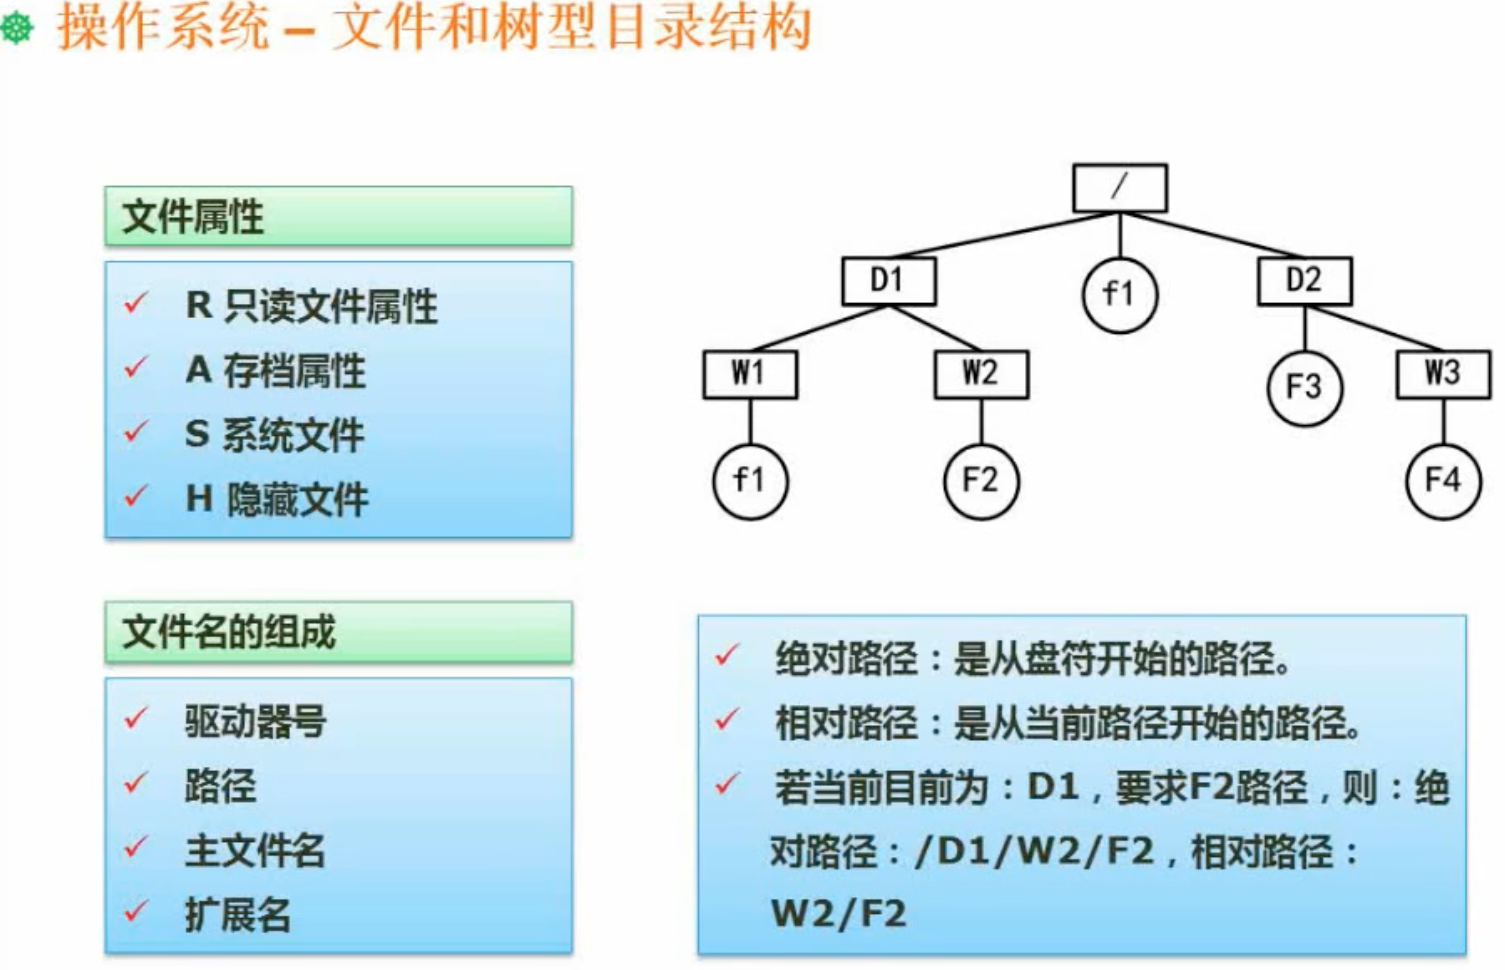 操作系统 – 文件和树型目录结构
文件属性
R 只读文件属性
A 存档属性
S 系统文件
H 隐藏文件
文件名的组成
驱动器号
路径
主文件名
扩展名
/
D1
f1
D2
W1
W2
F3
W3
f1
F2
F4
绝对路径：是从盘符开始的路径。
相对路径：是从当前路径开始的路径。
若当前目前为：D1，要求F2路径，则：绝
对路径：/D1/W2/F2，相对路径：
W2/F2